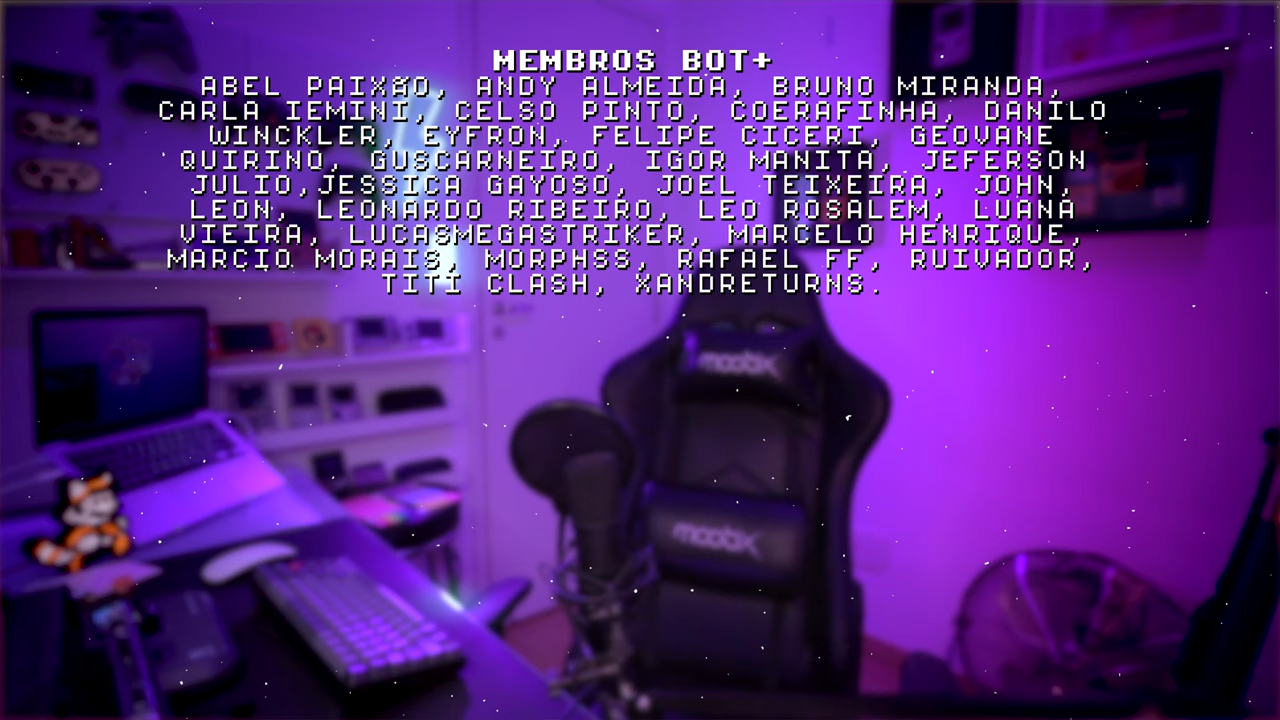 MEMBROS BOT+
ABEL PAIXÃO, ANDY ALMEIDA, BRUNO MIRANDA,
CARLA IEMINI, CELSO PINTO, COERAFINHA, DANILO
WINCKLER, EYFRON, FELIPE CICERI, GEOVANE
QUIRINO, GUSCARNEIRO, IGOR MANITA, JEFERSON
JULIO,JESSICA GAYOSO, JOEL TEIXEIRA, JOHN,
LEON, LEONARDO RIBEIRO, LEO ROSALEM, LUANA
VIEIRA, LUCASMEGASTRIKER, MARCELO HENRIQUE,
MARCIO MORAIS, MORPHSS, RAFAEL FF, RUIVADOR,
TITI CLASH, XANDRETURNS.
moobX
moobX